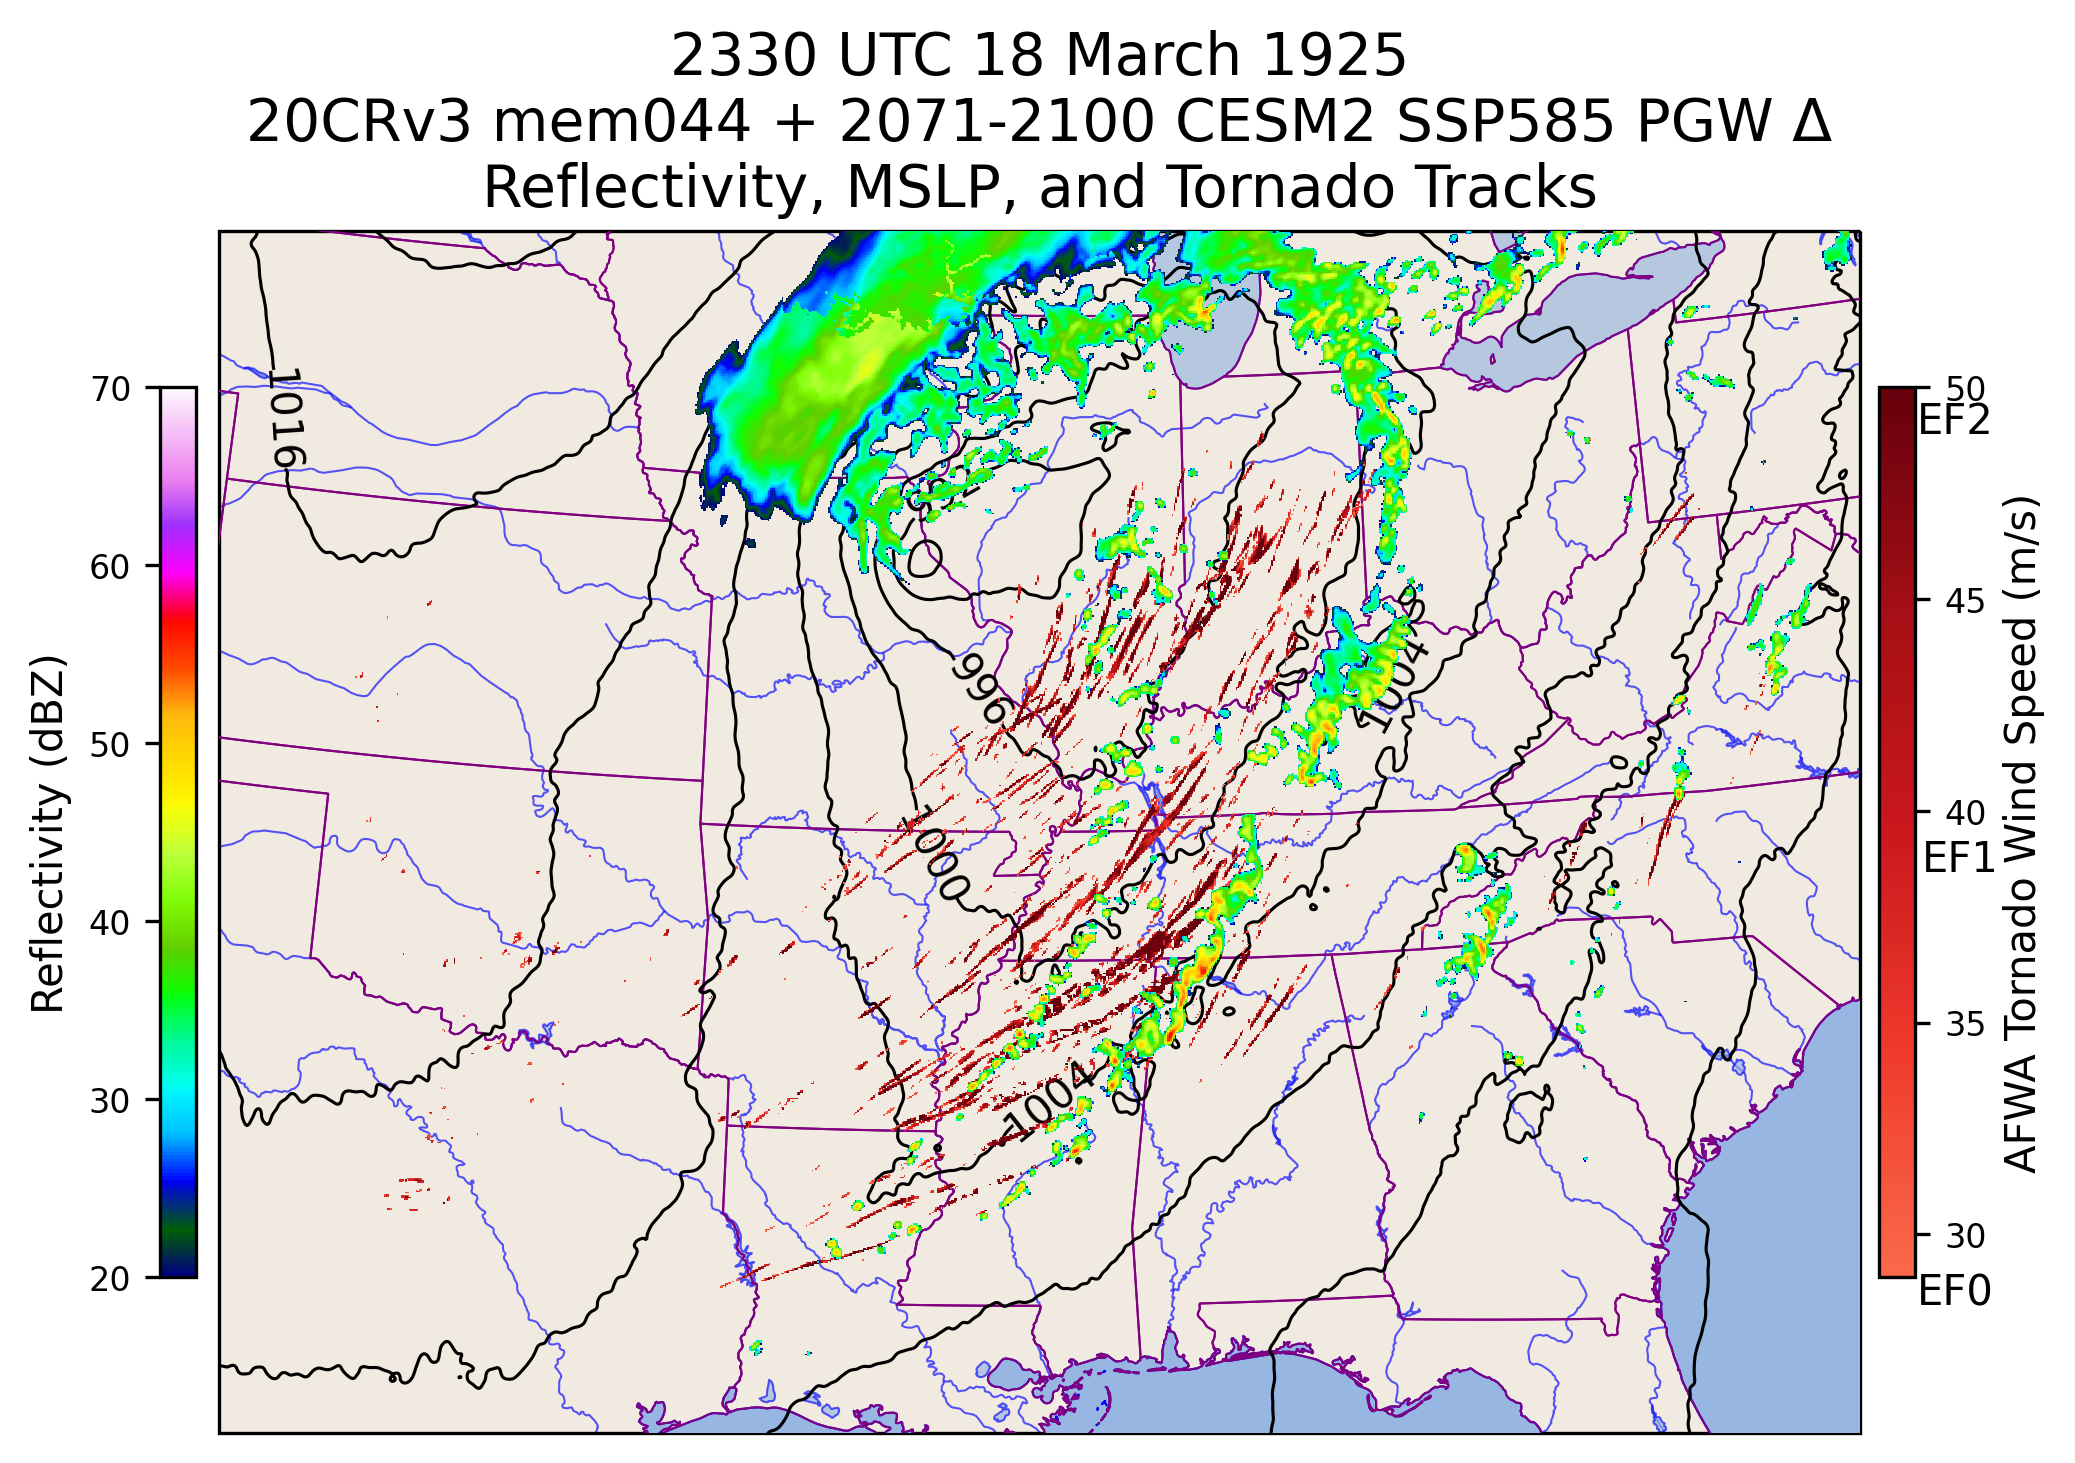 2330 UTC 18 March 1925
20CRv3 mem044 + 2071-2100 CESM2 SSP585 PGW Δ
Reflectivity, MSLP, and Tornado Tracks
70
60
50
40
30
20
Reflectivity (dBZ)
1016
996
1000
1004
1004
50
EF2
45
40
EF1
35
30
EF0
AFWA Tornado Wind Speed (m/s)